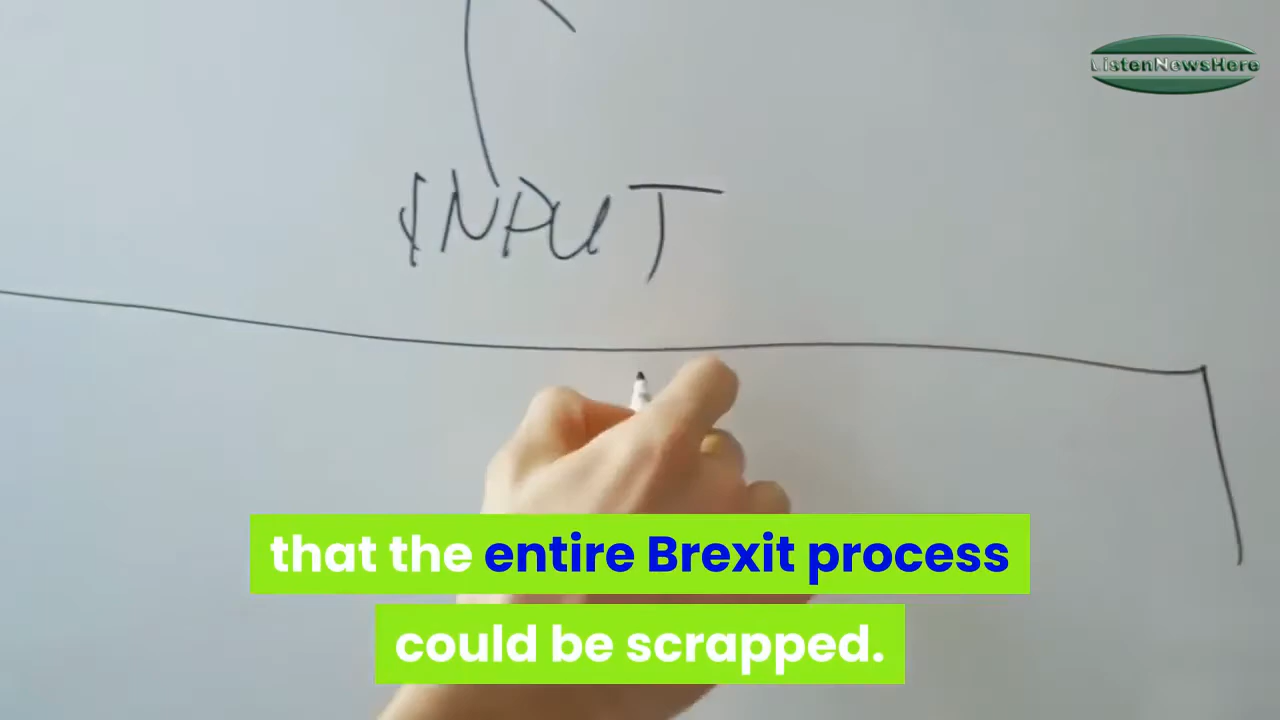 ListenNewsHere
INPUT
that the entire Brexit process
could be scrapped.